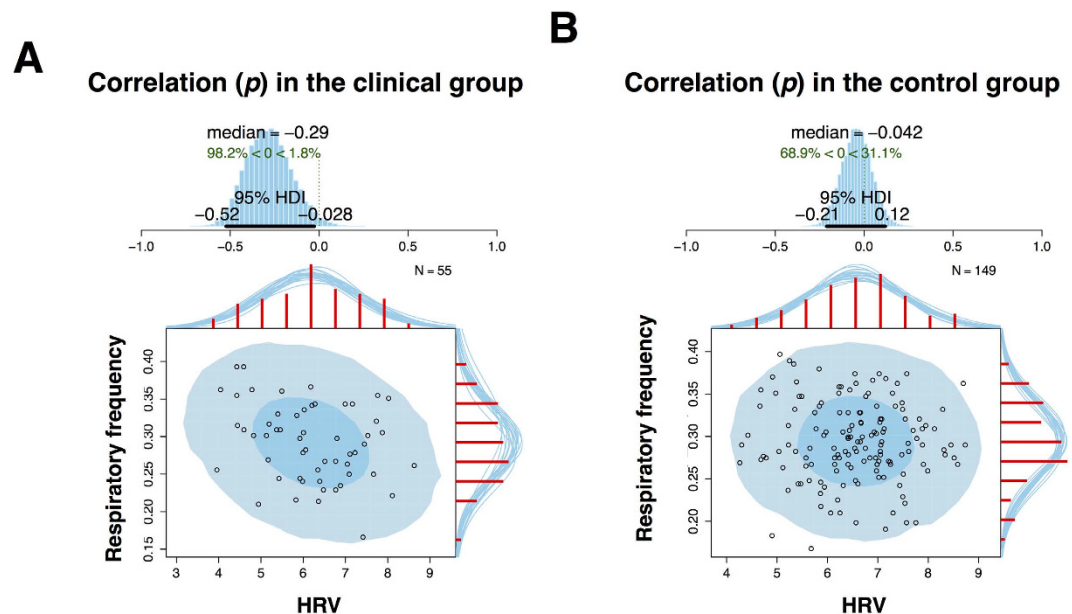 A
Correlation (p) in the clinical group
median = −0.29
98.2% < 0 < 1.8%
95% HDI
−0.52 −0.028
−1.0 −0.5 0.0 0.5 1.0
N = 55
Respiratory frequency
0.40
0.35
0.30
0.25
0.20
0.15
3 4 5 6 7 8 9
HRV
B
Correlation (p) in the control group
median = −0.042
68.9% < 0 < 31.1%
95% HDI
−0.21 0.12
−1.0 −0.5 0.0 0.5 1.0
N = 149
Respiratory frequency
0.40
0.35
0.30
0.25
0.20
4 5 6 7 8 9
HRV